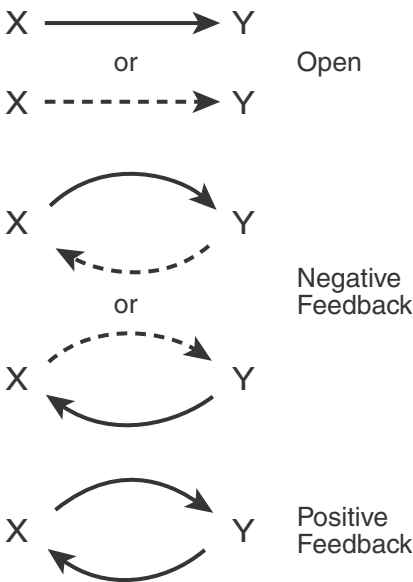 X Y
or Open
X Y
X Y
Negative
Feedback
or
X Y
X Y
Positive
Feedback